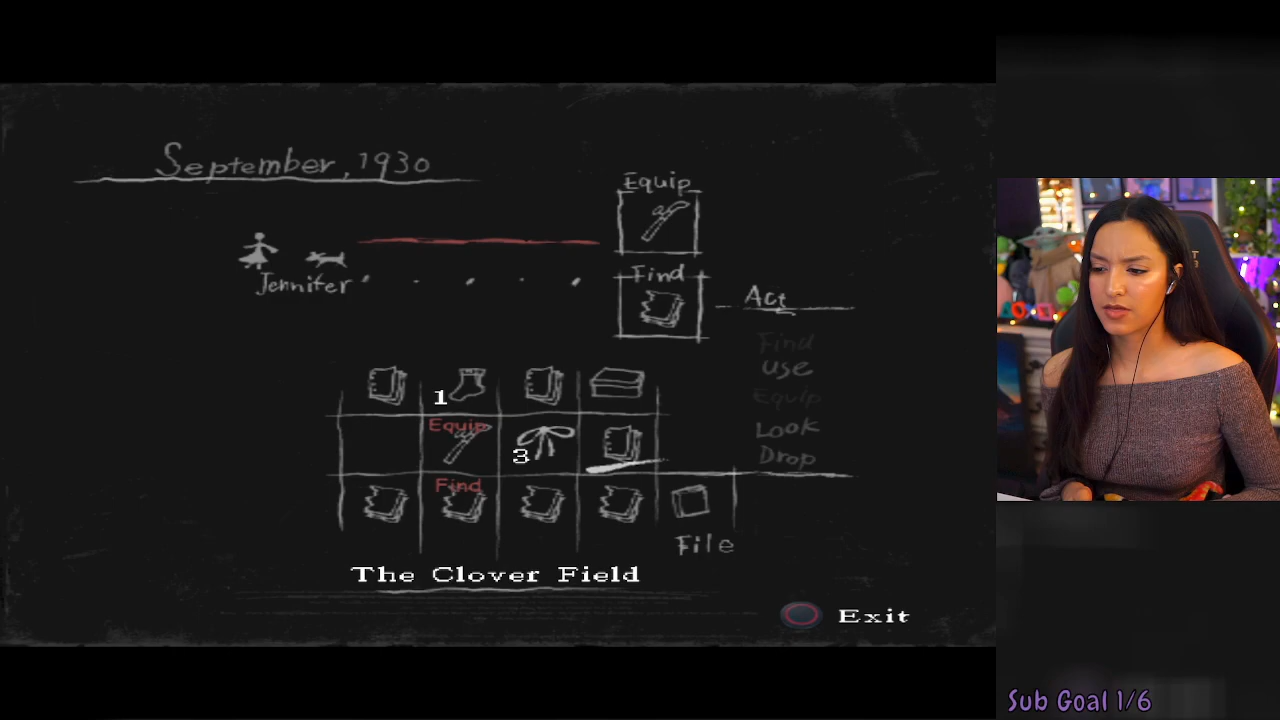 September, 1930
Equip
Jennifer
Find
Act
Find
use
Equip
Look
Drop
1
Equip
3
Find
File
The Clover Field
Exit
Sub Goal 1/6